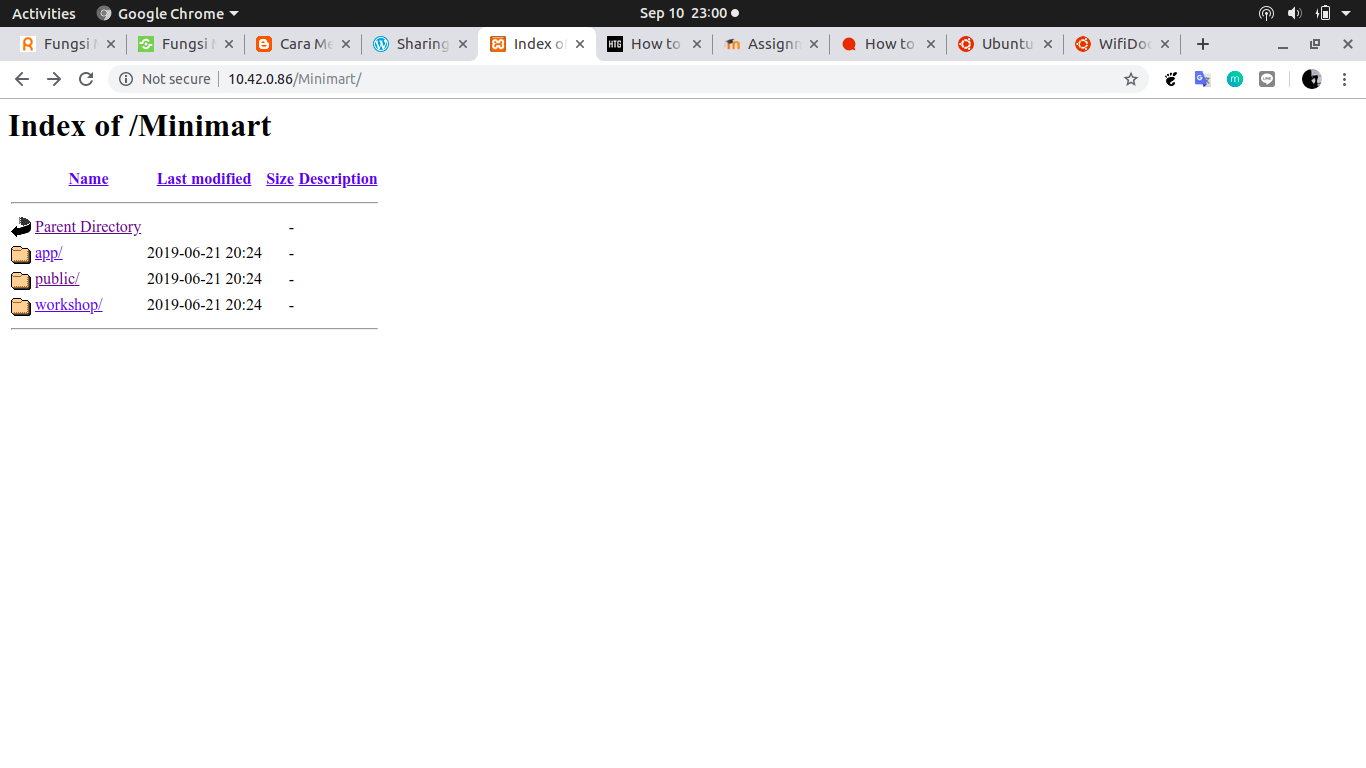 Activities Google Chrome Sep 10 23:00
Fungsi Fungsi Cara Me Sharing Index of HTG How to Assignm How to Ubuntu WifiDoc
Not secure 10.42.0.86/Minimart/
Index of /Minimart
Name Last modified Size Description
Parent Directory -
app/ 2019-06-21 20:24 -
public/ 2019-06-21 20:24 -
workshop/ 2019-06-21 20:24 -